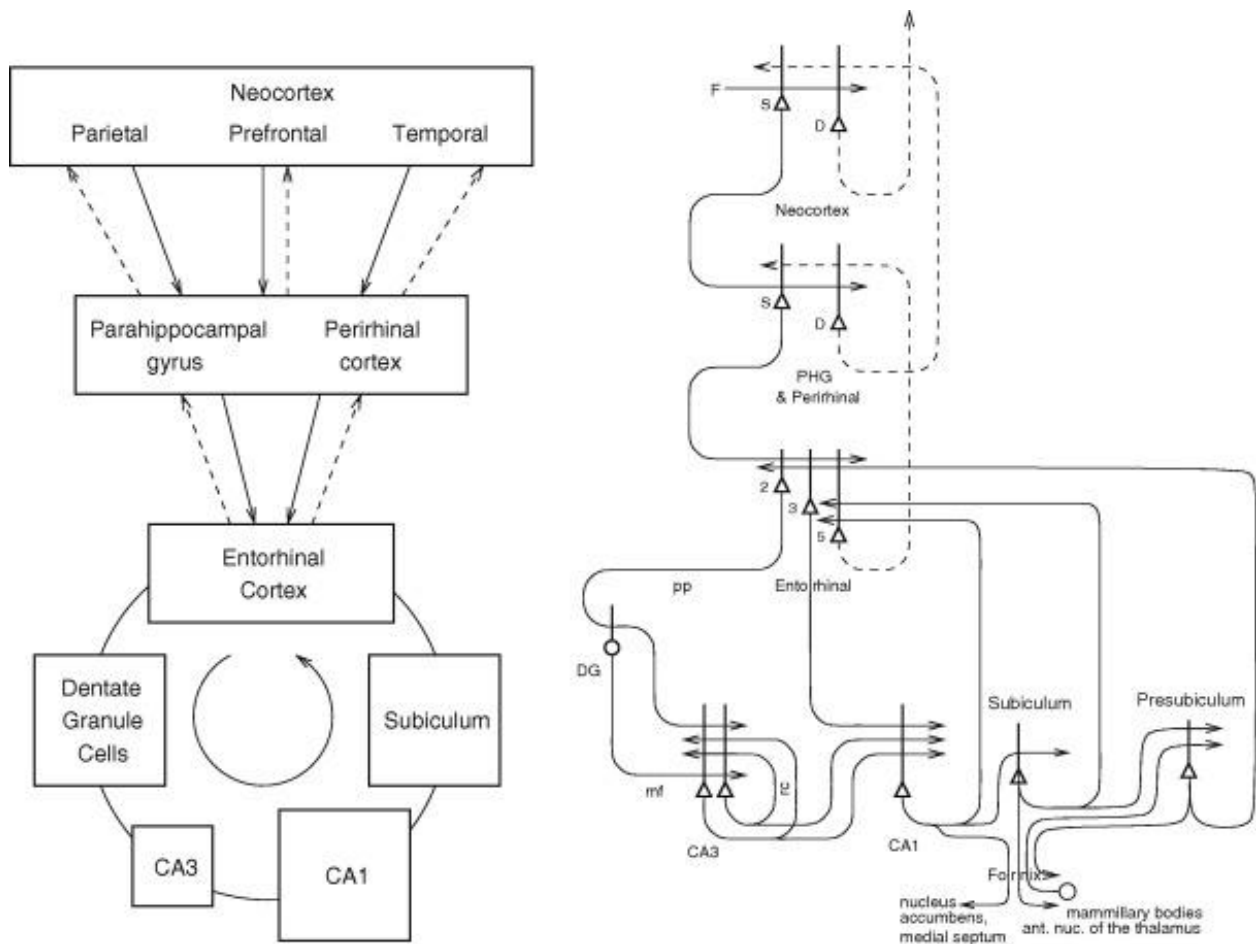 Neocortex
Parietal Prefrontal Temporal
Parahippocampal
gyrus
Perirhinal
cortex
Entorhinal
Cortex
Dentate
Granule
Cells
Subiculum
CA3
CA1
F
S
D
Neocortex
S
D
PHG
& Perirhinal
2
3
5
pp
Entorhinal
DG
Subiculum
Presubiculum
mf
rc
CA3
CA1
Fornix
nucleus
accumbens,
medial septum
mammillary bodies
ant. nuc. of the thalamus